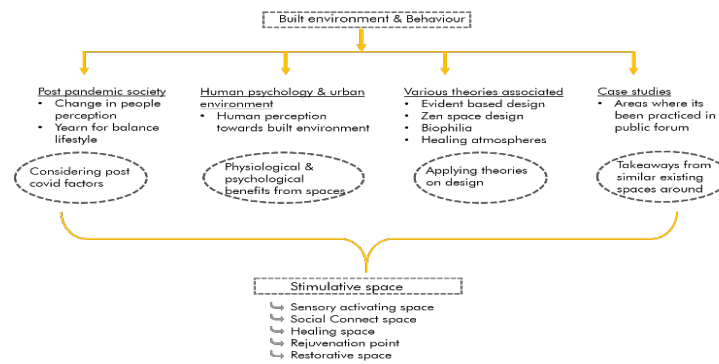 Built environment & Behaviour
Post pandemic society
• Change in people
perception
• Yearn for balance
lifestyle
Considering post
covid factors
Human psychology & urban
environment
• Human perception
towards built environment
Physiological &
psychological
benefits from spaces
Various theories associated
• Evident based design
• Zen space design
• Biophilia
• Healing atmospheres
Applying theories
on design
Case studies
• Areas where its
been practiced in
public forum
Takeaways from
similar existing
spaces around
Stimulative space
Sensory activating space
Social Connect space
Healing space
Rejuvenation point
Restorative space